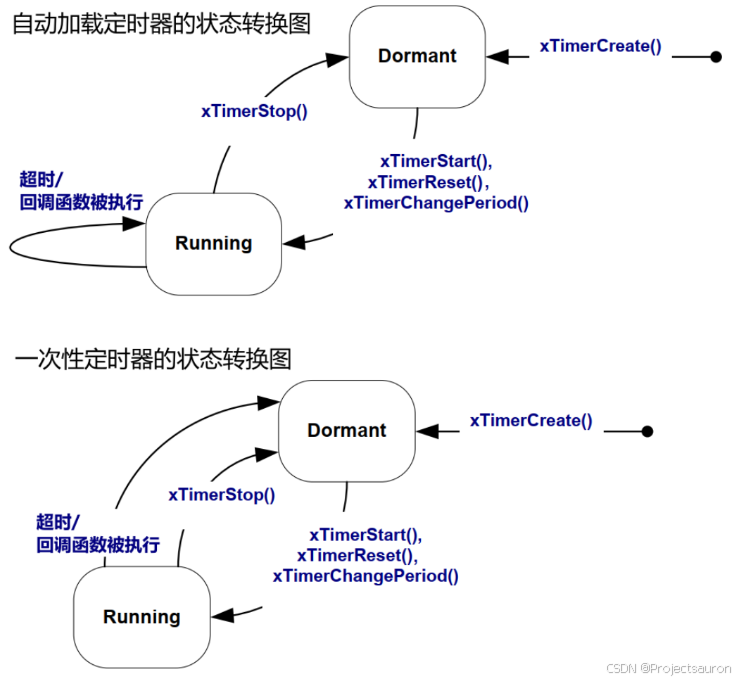 自动加载定时器的状态转换图
Dormant
xTimerCreate()
xTimerStop()
xTimerStart(),
xTimerReset(),
xTimerChangePeriod()
超时/
回调函数被执行
Running
一次性定时器的状态转换图
Dormant
xTimerCreate()
xTimerStop()
超时/
回调函数被执行
xTimerStart(),
xTimerReset(),
xTimerChangePeriod()
Running
CSDN @Projectsauron